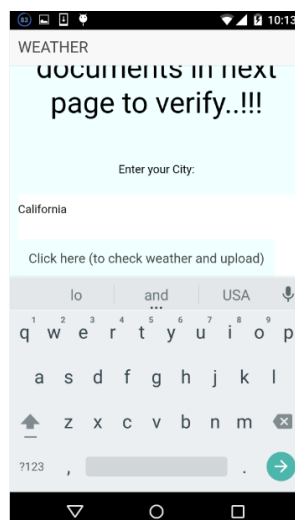 83
10:13
WEATHER
documents in next
page to verify..!!!
Enter your City:
California
Click here (to check weather and upload)
lo and USA
1 2 3 4 5 6 7 8 9 0
q w e r t y u i o p
a s d f g h j k l
z x c v b n m
?123 , .